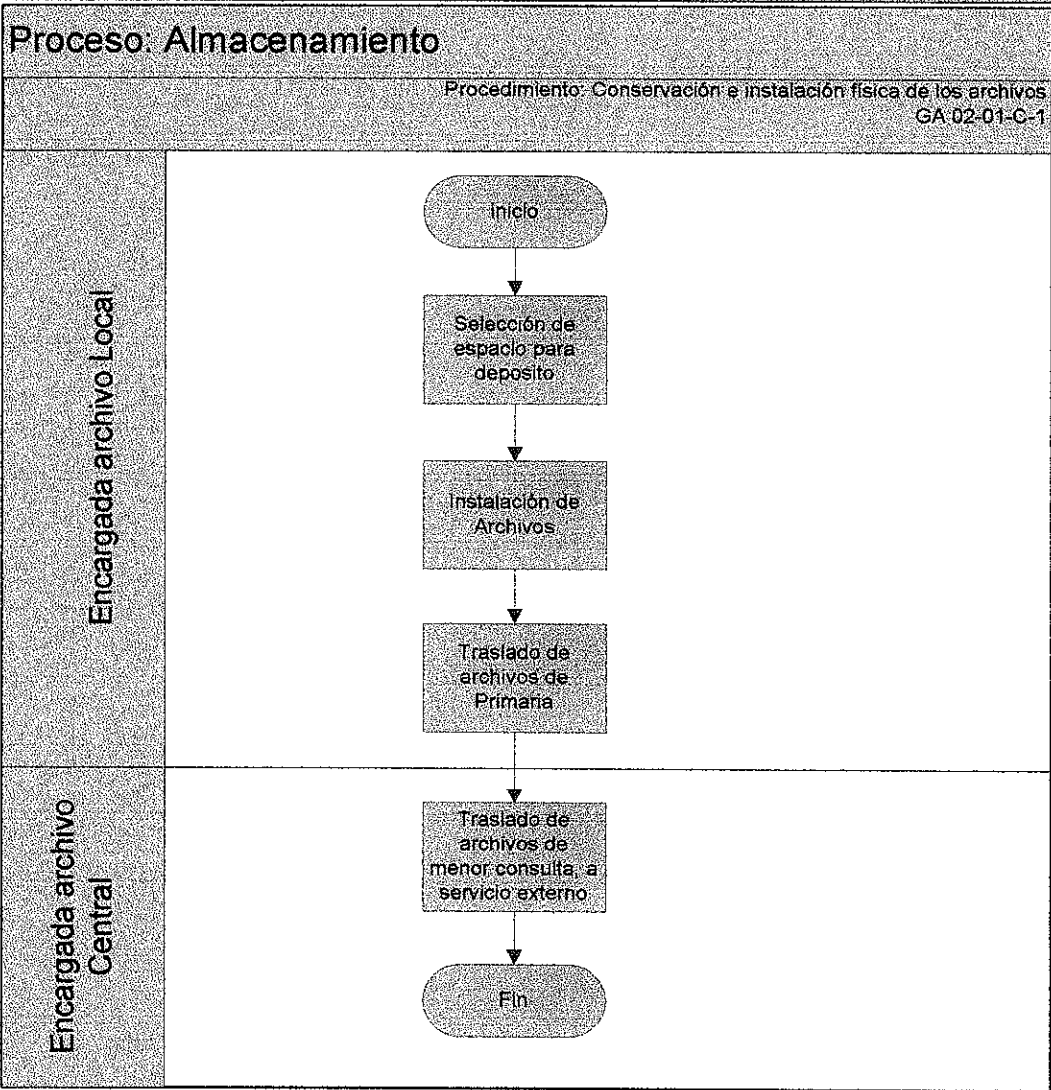 Proceso: Almacenamiento
Procedimiento: Conservación e instalación física de los archivos
GA 02-01-C-1
Encargada archivo Local
Inicio
Selección de
espacio para
deposito
Instalación de
Archivos
Traslado de
archivos de
Primaria
Encargada archivo
Central
Traslado de
archivos de
menor consulta, a
servicio externo
Fin